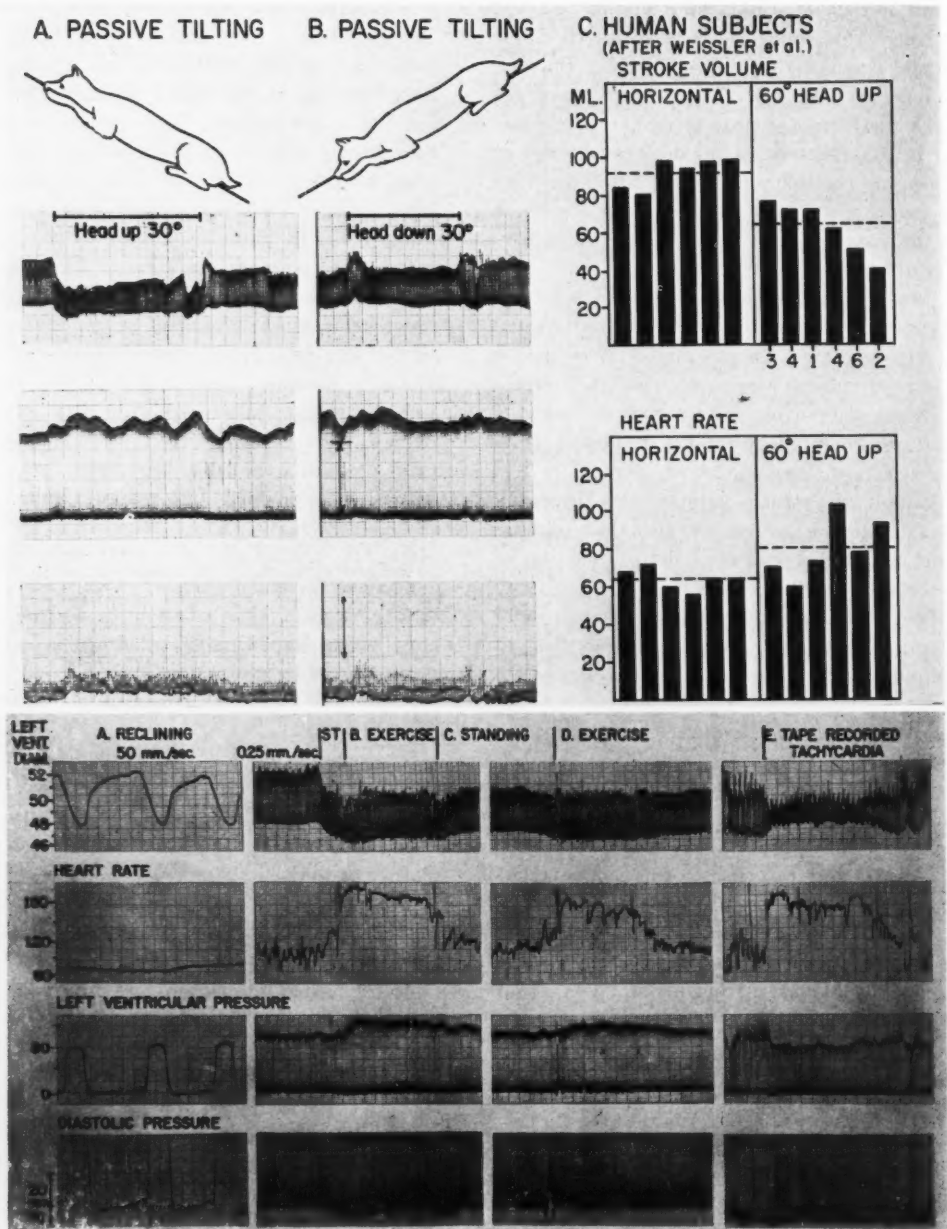 A. PASSIVE TILTING
B. PASSIVE TILTING
C. HUMAN SUBJECTS
(AFTER WEISSLER et al.)
STROKE VOLUME
Head up 30°
Head down 30°
ML.
HORIZONTAL
60° HEAD UP
120
100
80
60
40
20
3 4 1 4 6 2
HEART RATE
HORIZONTAL
60° HEAD UP
120
100
80
60
40
20
LEFT
VENT.
DIAM.
A. RECLINING
50 mm./sec.
0.25 mm./sec.
ST
B. EXERCISE
C. STANDING
D. EXERCISE
E. TAPE RECORDED
TACHYCARDIA
52
50
48
46
HEART RATE
120
LEFT VENTRICULAR PRESSURE
0
DIASTOLIC PRESSURE